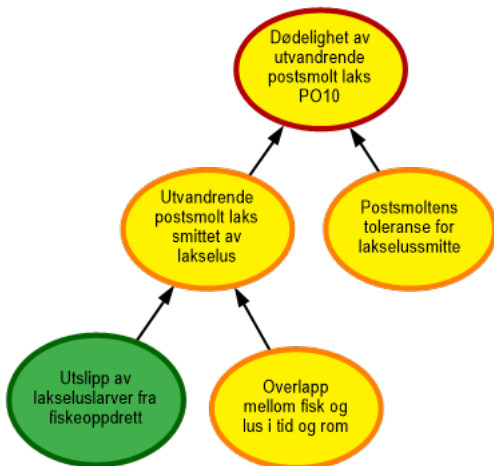 Dødelighet av
utvandrende
postsmolt laks
PO10
Utvandrende
postsmolt laks
smittet av
lakselus
Postsmoltens
toleranse for
lakselussmitte
Utslipp av
lakseluslarver fra
fiskeoppdrett
Overlapp
mellom fisk og
lus i tid og rom